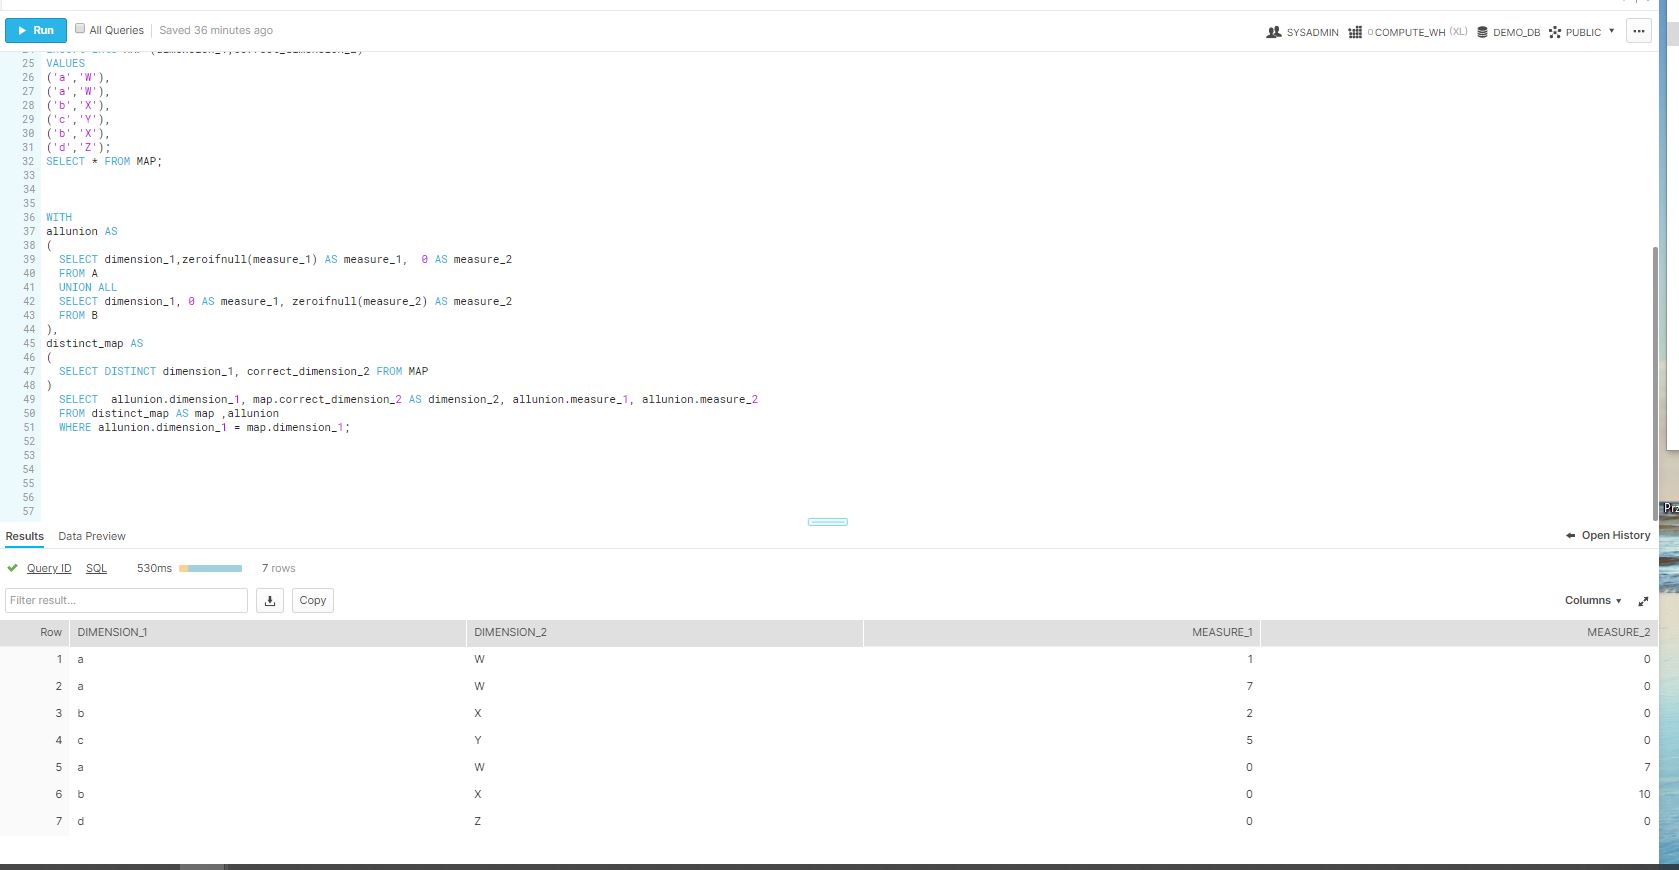 Run All Queries Saved 36 minutes ago SYSADMIN COMPUTE_WH (XL) DEMO_DB PUBLIC ...
25 VALUES
26 ('a','W'),
27 ('a','W'),
28 ('b','X'),
29 ('c','Y'),
30 ('b','X'),
31 ('d','Z');
32 SELECT * FROM MAP;
33
34
35
36 WITH
37 allunion AS
38 (
39 SELECT dimension_1,zeroifnull(measure_1) AS measure_1, 0 AS measure_2
40 FROM A
41 UNION ALL
42 SELECT dimension_1, 0 AS measure_1, zeroifnull(measure_2) AS measure_2
43 FROM B
44 ),
45 distinct_map AS
46 (
47 SELECT DISTINCT dimension_1, correct_dimension_2 FROM MAP
48 )
49 SELECT allunion.dimension_1, map.correct_dimension_2 AS dimension_2, allunion.measure_1, allunion.measure_2
50 FROM distinct_map AS map ,allunion
51 WHERE allunion.dimension_1 = map.dimension_1;
52
53
54
55
56
57
Results Data Preview Open History
Query ID SQL 530ms 7 rows
Filter result... Copy Columns
Row DIMENSION_1 DIMENSION_2 MEASURE_1 MEASURE_2
1 a W 1 0
2 a W 7 0
3 b X 2 0
4 c Y 5 0
5 a W 0 7
6 b X 0 10
7 d Z 0 0